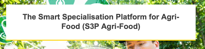 The Smart Specialisation Platform for Agri-
Food (S3P Agri-Food)